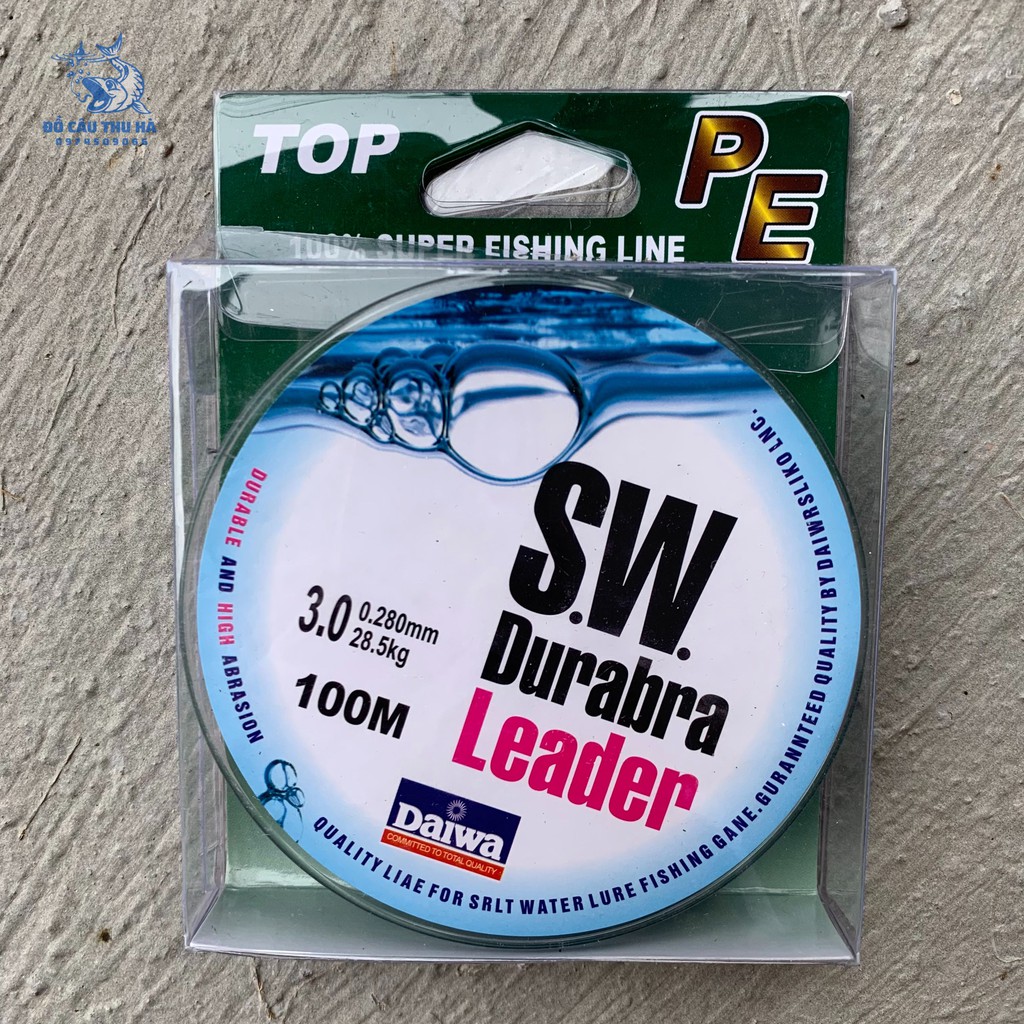 ĐỒ CÂU THU HÀ
0974509066
TOP
PE
100% SUPER FISHING LINE
S.W.
Durabra
Leader
3.0 0.280mm
28.5kg
100M
Daiwa
COMMITTED TO TOTAL QUALITY
DURABLE AND HIGH ABRASION
QUALITY LIAE FOR SRLT WATER LURE FISHING GANE. GURANNTEED QUALITY BY DAIWRSLIKO LNC.